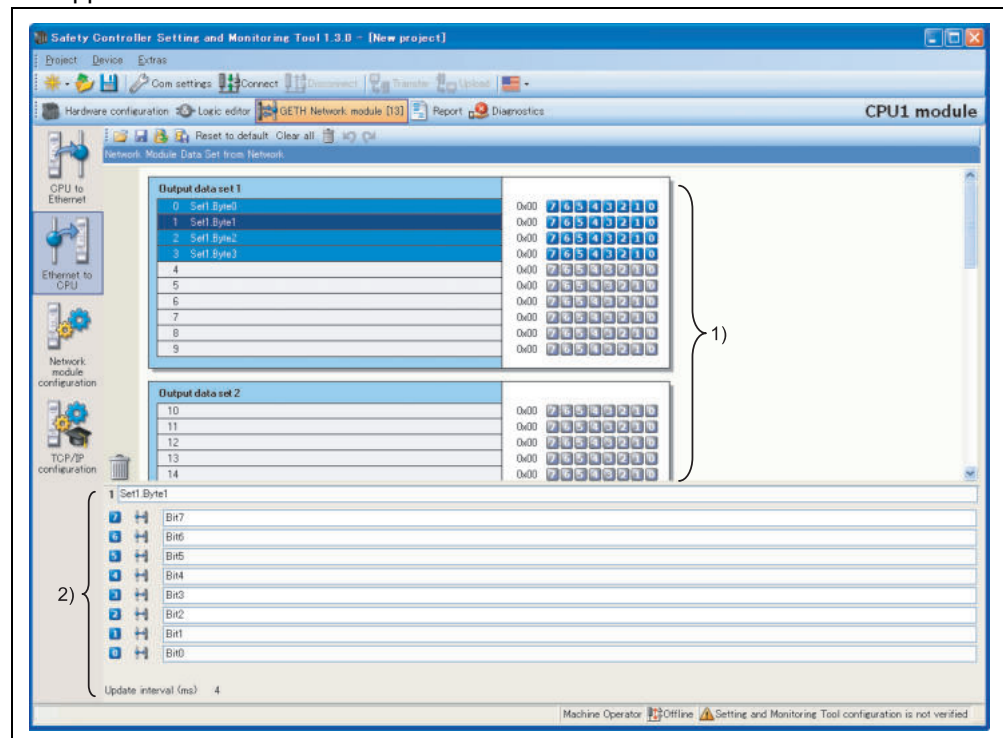 Safety Controller Setting and Monitoring Tool 1.3.0 - [New project]
Project Device Extras
Com settings Connect Disconnect Transfer Upload
Hardware configuration Logic editor GETH Network module [13] Report Diagnostics CPU1 module
Reset to default Clear all
Network Module Data Set from Network
CPU to Ethernet
Ethernet to CPU
Network module configuration
TCP/IP configuration
Output data set 1
0 Set1.Byte0 0x00 7 6 5 4 3 2 1 0
1 Set1.Byte1 0x00 7 6 5 4 3 2 1 0
2 Set1.Byte2 0x00 7 6 5 4 3 2 1 0
3 Set1.Byte3 0x00 7 6 5 4 3 2 1 0
4 0x00 7 6 5 4 3 2 1 0
5 0x00 7 6 5 4 3 2 1 0
6 0x00 7 6 5 4 3 2 1 0
7 0x00 7 6 5 4 3 2 1 0
8 0x00 7 6 5 4 3 2 1 0
9 0x00 7 6 5 4 3 2 1 0
1)
Output data set 2
10 0x00 7 6 5 4 3 2 1 0
11 0x00 7 6 5 4 3 2 1 0
12 0x00 7 6 5 4 3 2 1 0
13 0x00 7 6 5 4 3 2 1 0
14 0x00 7 6 5 4 3 2 1 0
1 Set1.Byte1
7 Bit7
6 Bit6
5 Bit5
4 Bit4
2)
3 Bit3
2 Bit2
1 Bit1
0 Bit0
Update interval (ms) 4
Machine Operator Offline Setting and Monitoring Tool configuration is not verified